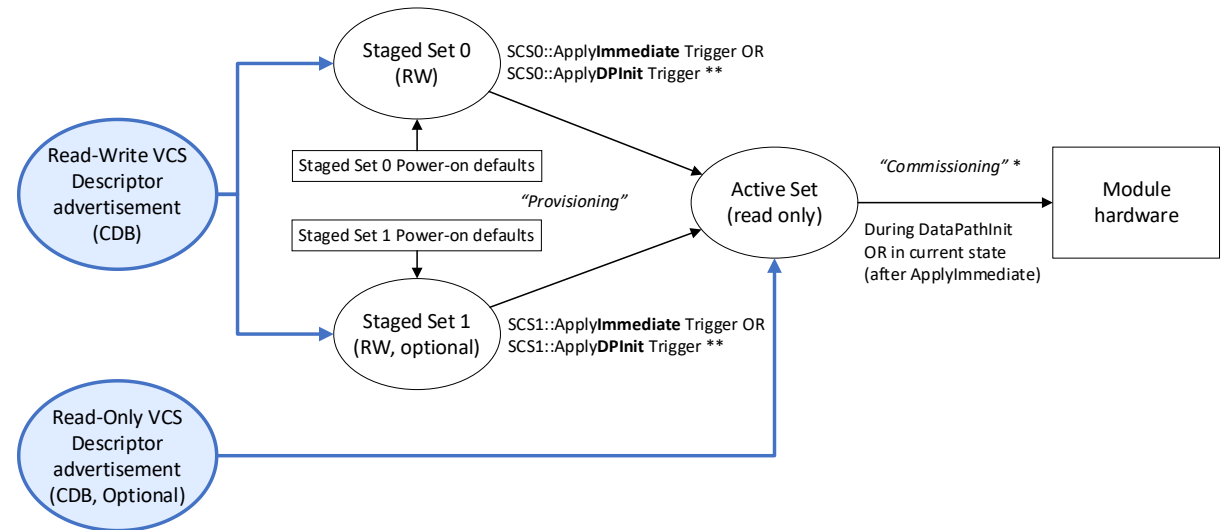 Staged Set 0
(RW)
SCS0::ApplyImmediate Trigger OR
SCS0::ApplyDPInit Trigger **
Read-Write VCS
Descriptor
advertisement
(CDB)
Staged Set 0 Power-on defaults
"Provisioning"
Staged Set 1 Power-on defaults
Active Set
(read only)
"Commissioning" *
During DataPathInit
OR in current state
(after ApplyImmediate)
Module
hardware
Staged Set 1
(RW, optional)
SCS1::ApplyImmediate Trigger OR
SCS1::ApplyDPInit Trigger **
Read-Only VCS
Descriptor
advertisement
(CDB, Optional)